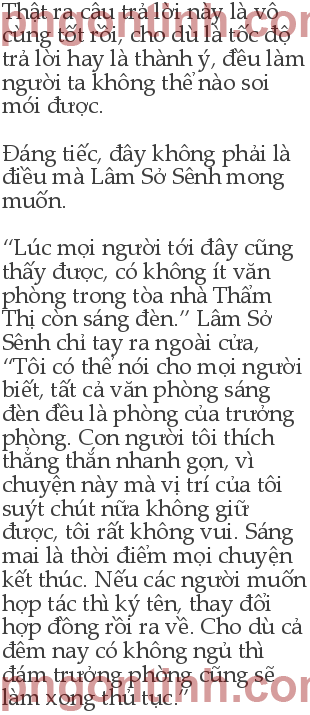 Thật ra câu trả lời này là vô
pngonlinh.com
cùng tốt rồi, cho dù là tốc độ
trả lời hay là thành ý, đều làm
người ta không thể nào soi
mói được.

Đáng tiếc, đây không phải là
điều mà Lâm Sở Sênh mong
muốn.

“Lúc mọi người tới đây cũng
thấy được, có không ít văn
phòng trong tòa nhà Thẩm
Thị còn sáng đèn.” Lâm Sở
Sênh chỉ tay ra ngoài cửa,
“Tôi có thể nói cho mọi người
biết, tất cả văn phòng sáng
đèn đều là phòng của trưởng
phòng. Con người tôi thích
thẳng thắn nhanh gọn, vì
chuyện này mà vị trí của tôi
suýt chút nữa không giữ
được, tôi rất không vui. Sáng
mai là thời điểm mọi chuyện
kết thúc. Nếu các người muốn
hợp tác thì ký tên, thay đổi
hợp đồng rồi ra về. Cho dù cả
đêm nay có không ngủ thì
đám trưởng phòng cũng sẽ
pngonlinh.com
làm xong thủ tục.”